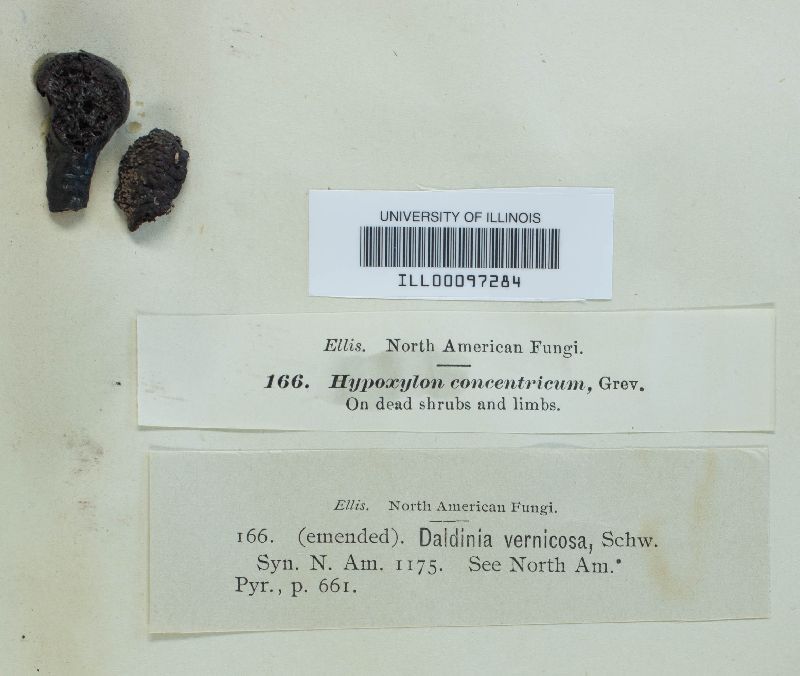 UNIVERSITY OF ILLINOIS
ILL00097284
Ellis. North American Fungi.
166. Hypoxylon concentricum, Grev.
On dead shrubs and limbs.
Ellis. North American Fungi.
166. (emended). Daldinia vernicosa, Schw.
Syn. N. Am. 1175. See North Am.
Pyr., p. 661.